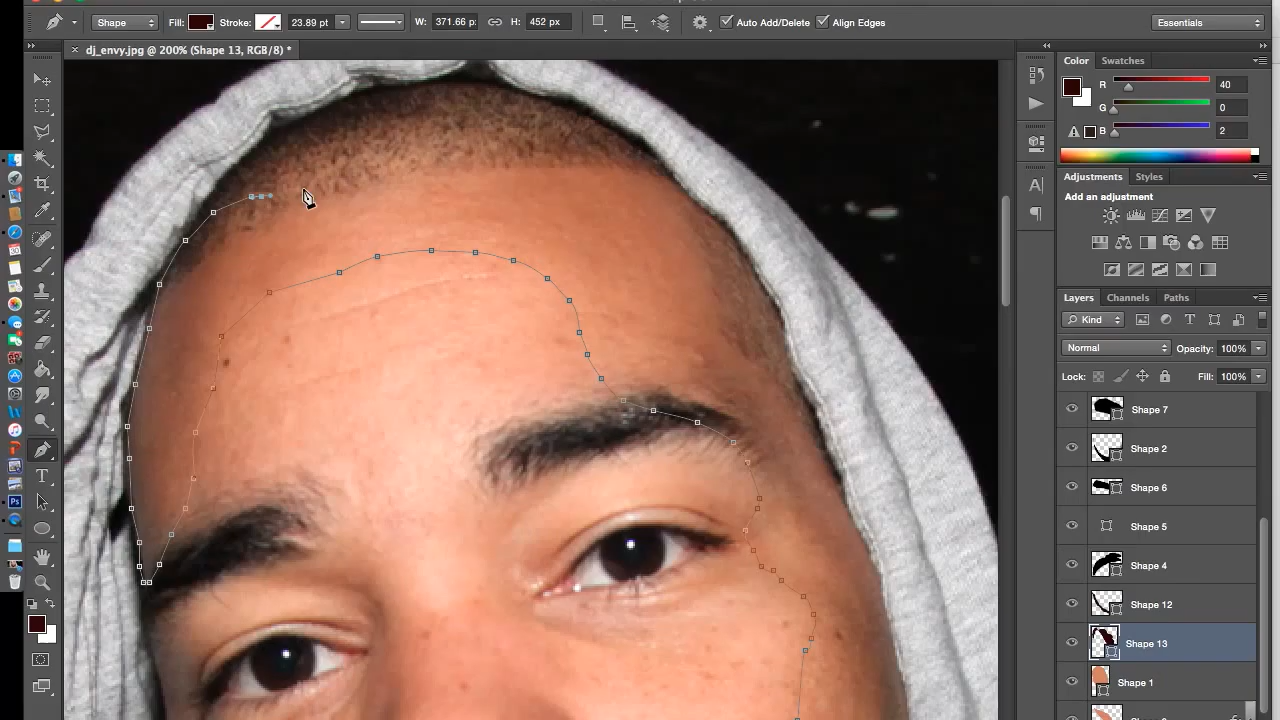 Shape
Fill:
Stroke:
23.89 pt
W: 371.66 p:
H: 452 px
Auto Add/Delete
Align Edges
Essentials
dj_envy.jpg @ 200% (Shape 13, RGB/8) *
Color
Swatches
R 40
G 0
B 2
Adjustments
Styles
Add an adjustment
Layers
Channels
Paths
Kind
Normal
Opacity: 100%
Lock:
Fill: 100%
Shape 7
Shape 2
Shape 6
Shape 5
Shape 4
Shape 12
Shape 13
Shape 1